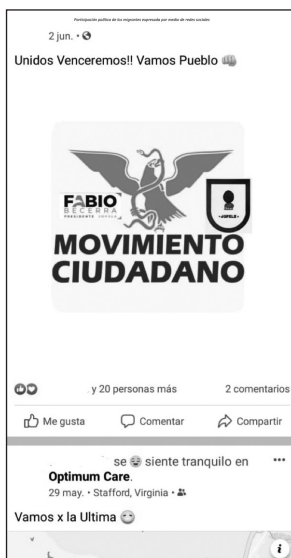 Participación política de los migrantes expresada por medio de redes sociales
2 jun. •
Unidos Venceremos!! Vamos Pueblo 👊
FABIO
BECERRA
PRESIDENTE
•JUFELO•
MOVIMIENTO
CIUDADANO
y 20 personas más
2 comentarios
Me gusta
Comentar
Compartir
se 😌 siente tranquilo en
...
Optimum Care.
29 may. • Stafford, Virginia •
Vamos x la Ultima 😇
i